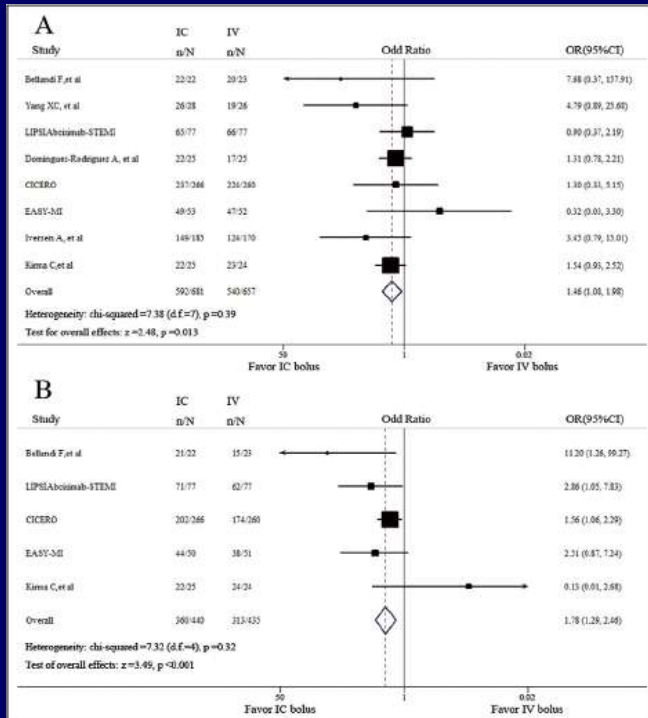 A
IC IV
Study n/N n/N Odd Ratio OR(95%CI)
Bellandi F,et al 22/22 20/23 7.68 (0.37, 157.91)
Yang XC, et al 26/28 19/26 4.79 (0.89, 25.68)
LIPSIAbciximab-STEMI 65/77 66/77 0.90 (0.37, 2.19)
Dominguez-Rodriguez A, et al 22/25 17/25 1.31 (0.78, 2.21)
CICERO 237/266 224/260 1.30 (0.33, 5.15)
EASY-MI 49/53 47/52 0.32 (0.03, 3.30)
Iversen A, et al 149/185 124/170 3.45 (0.79, 15.01)
Kirma C,et al 22/25 23/24 1.54 (0.93, 2.52)
Overall 592/681 540/657 1.46 (1.08, 1.98)
Heterogeneity: chi-squared =7.38 (d.f.=7), p =0.39
Test for overall effects: z =2.48, p =0.013
50 1 0.02
Favor IC bolus Favor IV bolus
B
IC IV
Study n/N n/N Odd Ratio OR(95%CI)
Bellandi F,et al 21/22 15/23 11.20 (1.26, 99.27)
LIPSIAbciximab-STEMI 71/77 62/77 2.86 (1.05, 7.83)
CICERO 202/266 174/260 1.56 (1.06, 2.29)
EASY-MI 44/50 38/51 2.51 (0.87, 7.24)
Kirma C,et al 22/25 24/24 0.13 (0.01, 2.68)
Overall 360/440 313/435 1.78 (1.29, 2.46)
Heterogeneity: chi-squared =7.32 (d.f.=4), p =0.32
Test of overall effects: z =3.49, p <0.001
50 1 0.02
Favor IC bolus Favor IV bolus